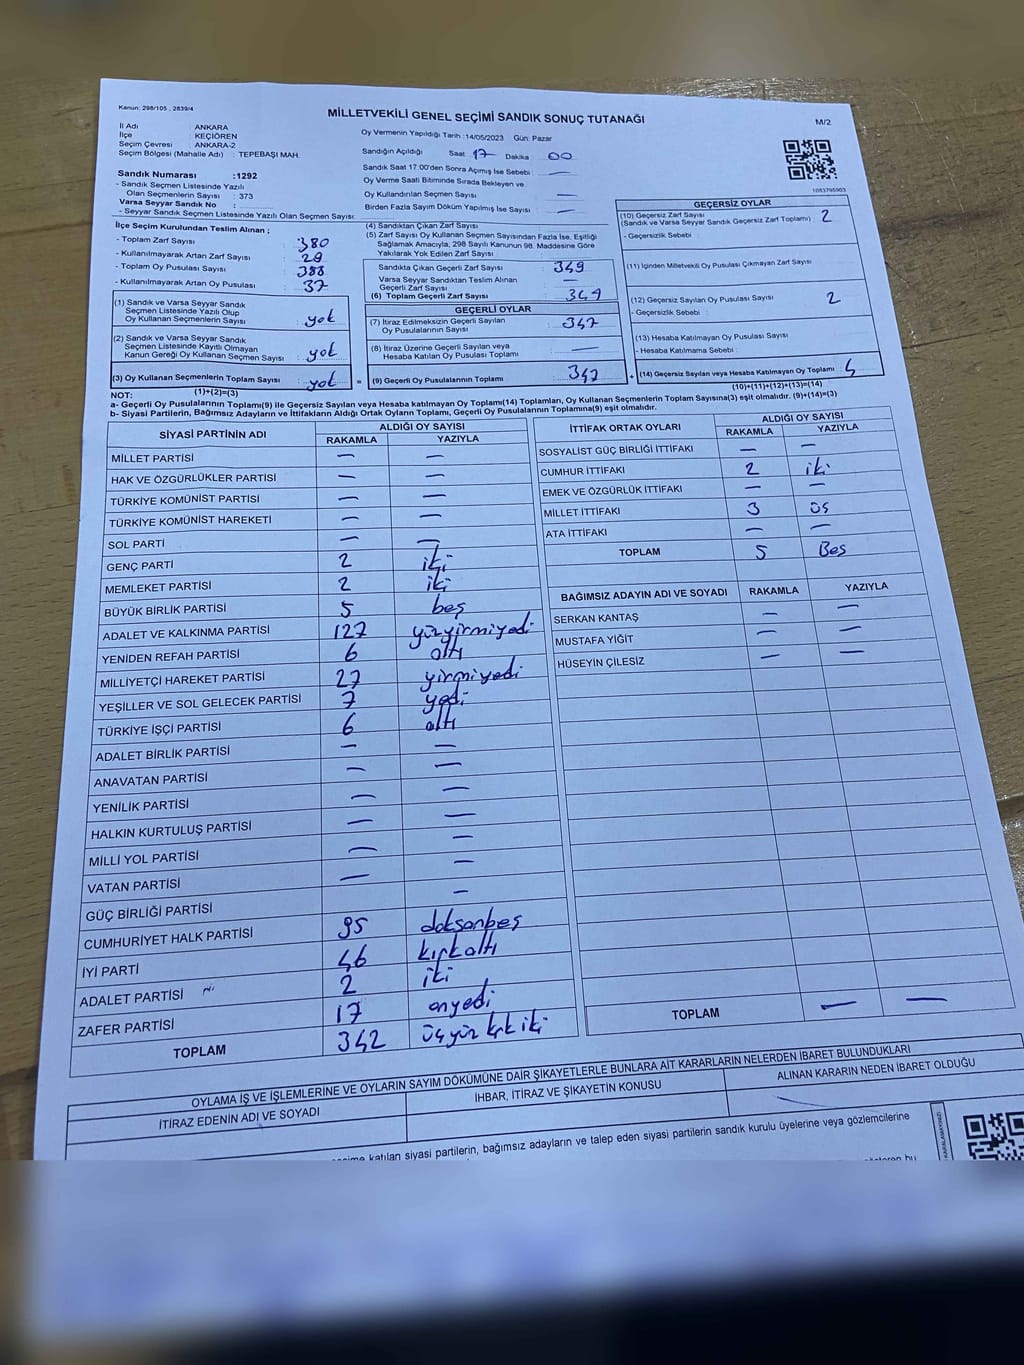 Kanun: 298/105 , 2839/4
MİLLETVEKİLİ GENEL SEÇİMİ SANDIK SONUÇ TUTANAĞI
M/2
İl Adı : ANKARA
İlçe : KEÇİÖREN
Seçim Çevresi : ANKARA-2
Seçim Bölgesi (Mahalle Adı) : TEPEBAŞI MAH.
Sandık Numarası :1292
- Sandık Seçmen Listesinde Yazılı
Olan Seçmenlerin Sayısı : 373
Varsa Seyyar Sandık No :
- Seyyar Sandık Seçmen Listesinde Yazılı Olan Seçmen Sayısı:
Oy Vermenin Yapıldığı Tarih :14/05/2023 Gün: Pazar
Sandığın Açıldığı Saat 17 Dakika 00
Sandık Saat 17:00'den Sonra Açımış İse Sebebi : —
Oy Verme Saati Bitiminde Sırada Bekleyen ve
Oy Kullandırılan Seçmen Sayısı : —
Birden Fazla Sayım Döküm Yapılmış İse Sayısı : —
1083795903
İlçe Seçim Kurulundan Teslim Alınan ;
- Toplam Zarf Sayısı : 380
- Kullanılmayarak Artan Zarf Sayısı : 29
- Toplam Oy Pusulası Sayısı : 388
- Kullanılmayarak Artan Oy Pusulası : 37
(1) Sandık ve Varsa Seyyar Sandık
Seçmen Listesinde Yazılı Olup
Oy Kullanan Seçmenlerin Sayısı : yok
(2) Sandık ve Varsa Seyyar Sandık
Seçmen Listesinde Kayıtlı Olmayan
Kanun Gereği Oy Kullanan Seçmen Sayısı : yok
(3) Oy Kullanan Seçmenlerin Toplam Sayısı : yok
(1)+(2)=(3)
(4) Sandıktan Çıkan Zarf Sayısı :
(5) Zarf Sayısı Oy Kullanan Seçmen Sayısından Fazla İse, Eşitliği
Sağlamak Amacıyla, 298 Sayılı Kanunun 98. Maddesine Göre
Yakılarak Yok Edilen Zarf Sayısı :
Sandıkta Çıkan Geçerli Zarf Sayısı : 349
Varsa Seyyar Sandıktan Teslim Alınan
Geçerli Zarf Sayısı : —
(6) Toplam Geçerli Zarf Sayısı : 349
GEÇERLİ OYLAR
(7) İtiraz Edilmeksizin Geçerli Sayılan
Oy Pusulalarının Sayısı : 347
(8) İtiraz Üzerine Geçerli Sayılan veya
Hesaba Katılan Oy Pusulası Toplamı : —
= (9) Geçerli Oy Pusulalarının Toplamı : 347 +
GEÇERSİZ OYLAR
(10) Geçersiz Zarf Sayısı
(Sandık ve Varsa Seyyar Sandık Geçersiz Zarf Toplamı) : 2
- Geçersizlik Sebebi :
(11) İçinden Milletvekili Oy Pusulası Çıkmayan Zarf Sayısı :
(12) Geçersiz Sayılan Oy Pusulası Sayısı : 2
- Geçersizlik Sebebi :
(13) Hesaba Katılmayan Oy Pusulası Sayısı :
- Hesaba Katılmama Sebebi :
(14) Geçersiz Sayılan veya Hesaba Katılmayan Oy Toplamı : 4
(10)+(11)+(12)+(13)=(14)
NOT:
a- Geçerli Oy Pusulalarının Toplamı(9) ile Geçersiz Sayılan veya Hesaba katılmayan Oy Toplamı(14) Toplamları, Oy Kullanan Seçmenlerin Toplam Sayısına(3) eşit olmalıdır. (9)+(14)=(3)
b- Siyasi Partilerin, Bağımsız Adayların ve İttifakların Aldığı Ortak Oyların Toplamı, Geçerli Oy Pusulalarının Toplamına(9) eşit olmalıdır.
SİYASİ PARTİNİN ADI ALDIĞI OY SAYISI
RAKAMLA YAZIYLA
MİLLET PARTİSİ — —
HAK VE ÖZGÜRLÜKLER PARTİSİ — —
TÜRKİYE KOMÜNİST PARTİSİ — —
TÜRKİYE KOMÜNİST HAREKETİ — —
SOL PARTİ — —
GENÇ PARTİ 2 iki
MEMLEKET PARTİSİ 2 iki
BÜYÜK BİRLİK PARTİSİ 5 beş
ADALET VE KALKINMA PARTİSİ 127 yüzyirmiyedi
YENİDEN REFAH PARTİSİ 6 altı
MİLLİYETÇİ HAREKET PARTİSİ 27 yirmiyedi
YEŞİLLER VE SOL GELECEK PARTİSİ 7 yedi
TÜRKİYE İŞÇİ PARTİSİ 6 altı
ADALET BİRLİK PARTİSİ — —
ANAVATAN PARTİSİ — —
YENİLİK PARTİSİ — —
HALKIN KURTULUŞ PARTİSİ — —
MİLLİ YOL PARTİSİ — —
VATAN PARTİSİ — —
GÜÇ BİRLİĞİ PARTİSİ —
CUMHURİYET HALK PARTİSİ 95 doksanbeş
İYİ PARTİ 46 kırkaltı
ADALET PARTİSİ 2 iki
ZAFER PARTİSİ 17 onyedi
TOPLAM 342 üçyüz kırk iki
İTTİFAK ORTAK OYLARI ALDIĞI OY SAYISI
RAKAMLA YAZIYLA
SOSYALİST GÜÇ BİRLİĞİ İTTİFAKI — —
CUMHUR İTTİFAKI 2 iki
EMEK VE ÖZGÜRLÜK İTTİFAKI — —
MİLLET İTTİFAKI 3 üş
ATA İTTİFAKI — —
TOPLAM 5 Beş
BAĞIMSIZ ADAYIN ADI VE SOYADI RAKAMLA YAZIYLA
SERKAN KANTAŞ — —
MUSTAFA YİĞİT — —
HÜSEYİN ÇİLESİZ — —
TOPLAM — —
OYLAMA İŞ VE İŞLEMLERİNE VE OYLARIN SAYIM DÖKÜMÜNE DAİR ŞİKAYETLERLE BUNLARA AİT KARARLARIN NELERDEN İBARET BULUNDUKLARI
İTİRAZ EDENİN ADI VE SOYADI İHBAR, İTİRAZ VE ŞİKAYETİN KONUSU ALINAN KARARIN NEDEN İBARET OLDUĞU
katılan siyasi partilerin, bağımsız adayların ve talep eden siyasi partilerin sandık kurulu üyelerine veya gözlemcilerine